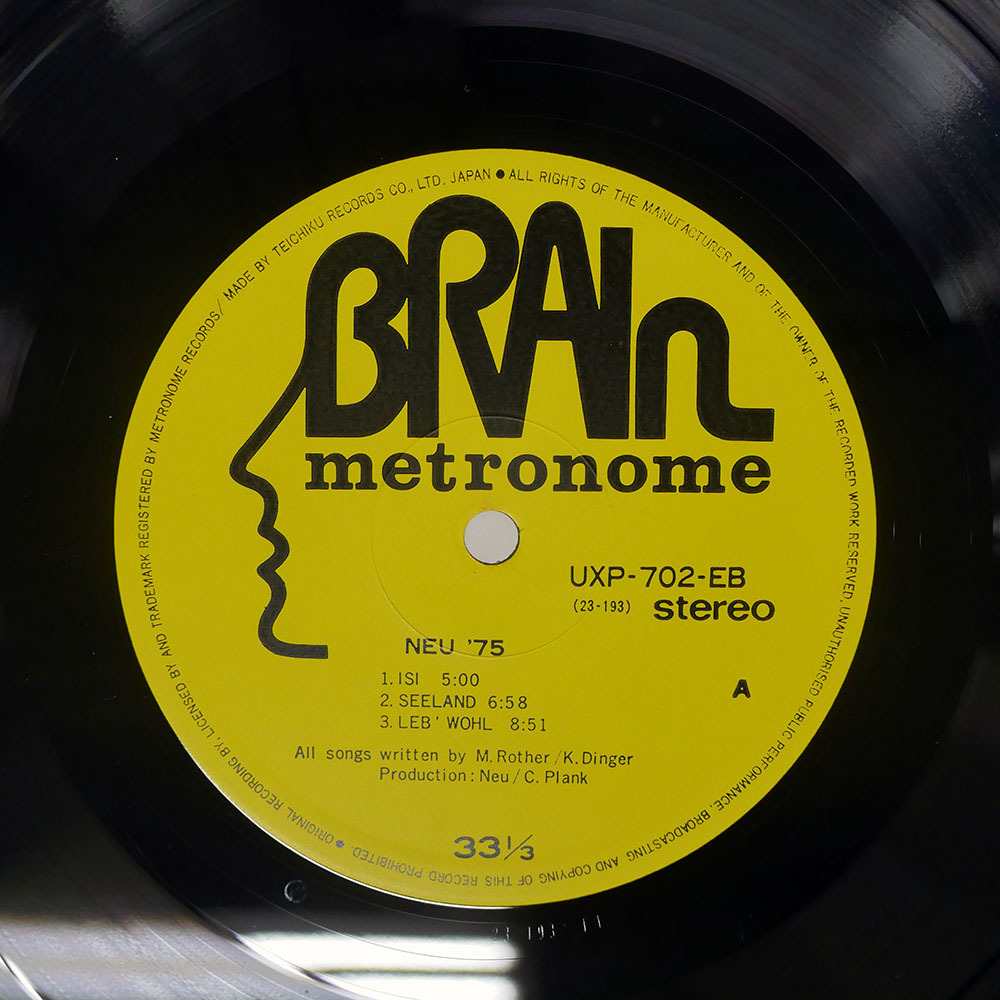 ORIGINAL RECORDING BY, LICENSED BY AND TRADEMARK REGISTERED BY METRONOME RECORDS/ MADE BY TEICHIKU RECORDS CO., LTD. JAPAN ● ALL RIGHTS OF THE MANUFACTURER AND OF THE OWNER OF THE RECORDED WORK RESERVED. UNAUTHORISED PUBLIC PERFORMANCE, BROADCASTING AND COPYING OF THIS RECORD PROHIBITED. ●
BRAIn
metronome
UXP-702-EB
(23-193) stereo
NEU '75
1. ISI 5:00
2. SEELAND 6:58
3. LEB' WOHL 8:51
A
All songs written by M. Rother / K. Dinger
Production: Neu / C. Plank
33 1/3